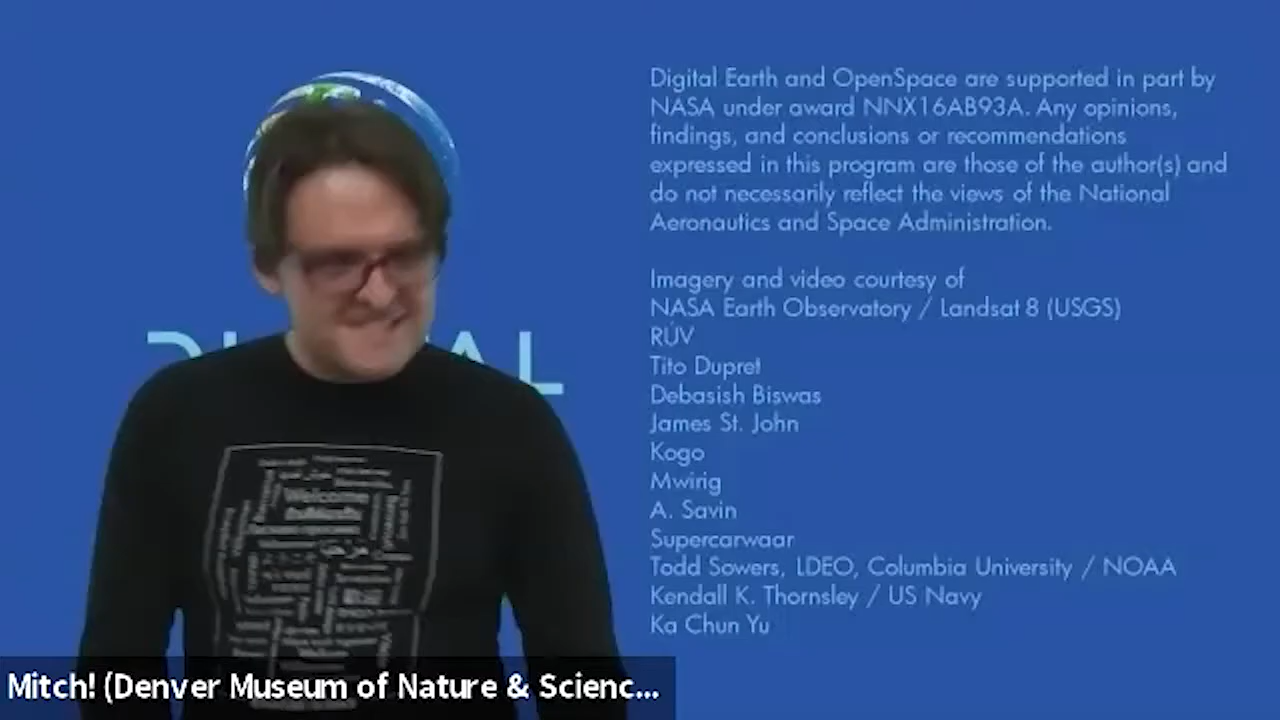 Digital Earth and OpenSpace are supported in part by
NASA under award NNX16AB93A. Any opinions,
findings, and conclusions or recommendations
expressed in this program are those of the author(s) and
do not necessarily reflect the views of the National
Aeronautics and Space Administration.
Imagery and video courtesy of
NASA Earth Observatory / Landsat 8 (USGS)
RÚV
Tito Dupret
Debasish Biswas
James St. John
Kogo
Mwirig
A. Savin
Supercarwaar
Todd Sowers, LDEO, Columbia University / NOAA
Kendall K. Thornsley / US Navy
Ka Chun Yu
Welcome
Mitch! (Denver Museum of Nature & Scienc...